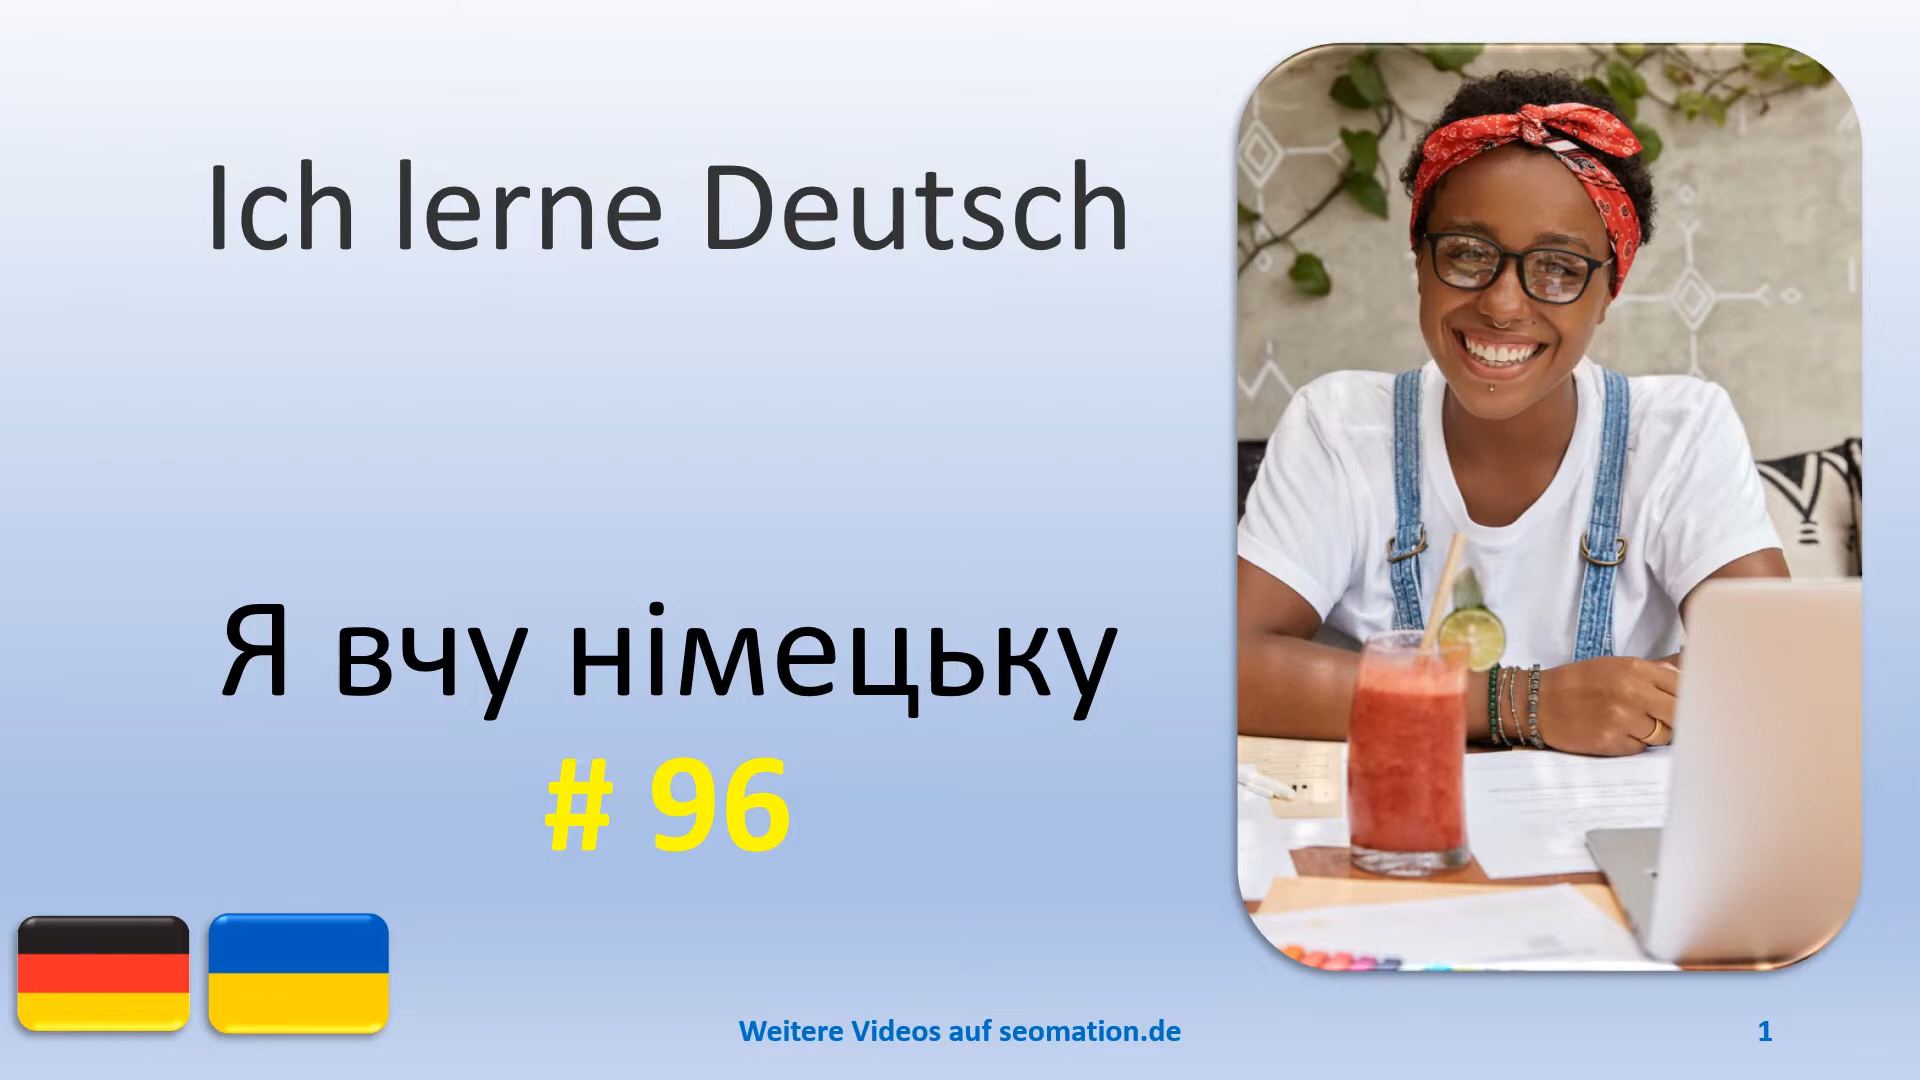 Ich lerne Deutsch
Я вчу німецьку
# 96
Weitere Videos auf seomation.de
1